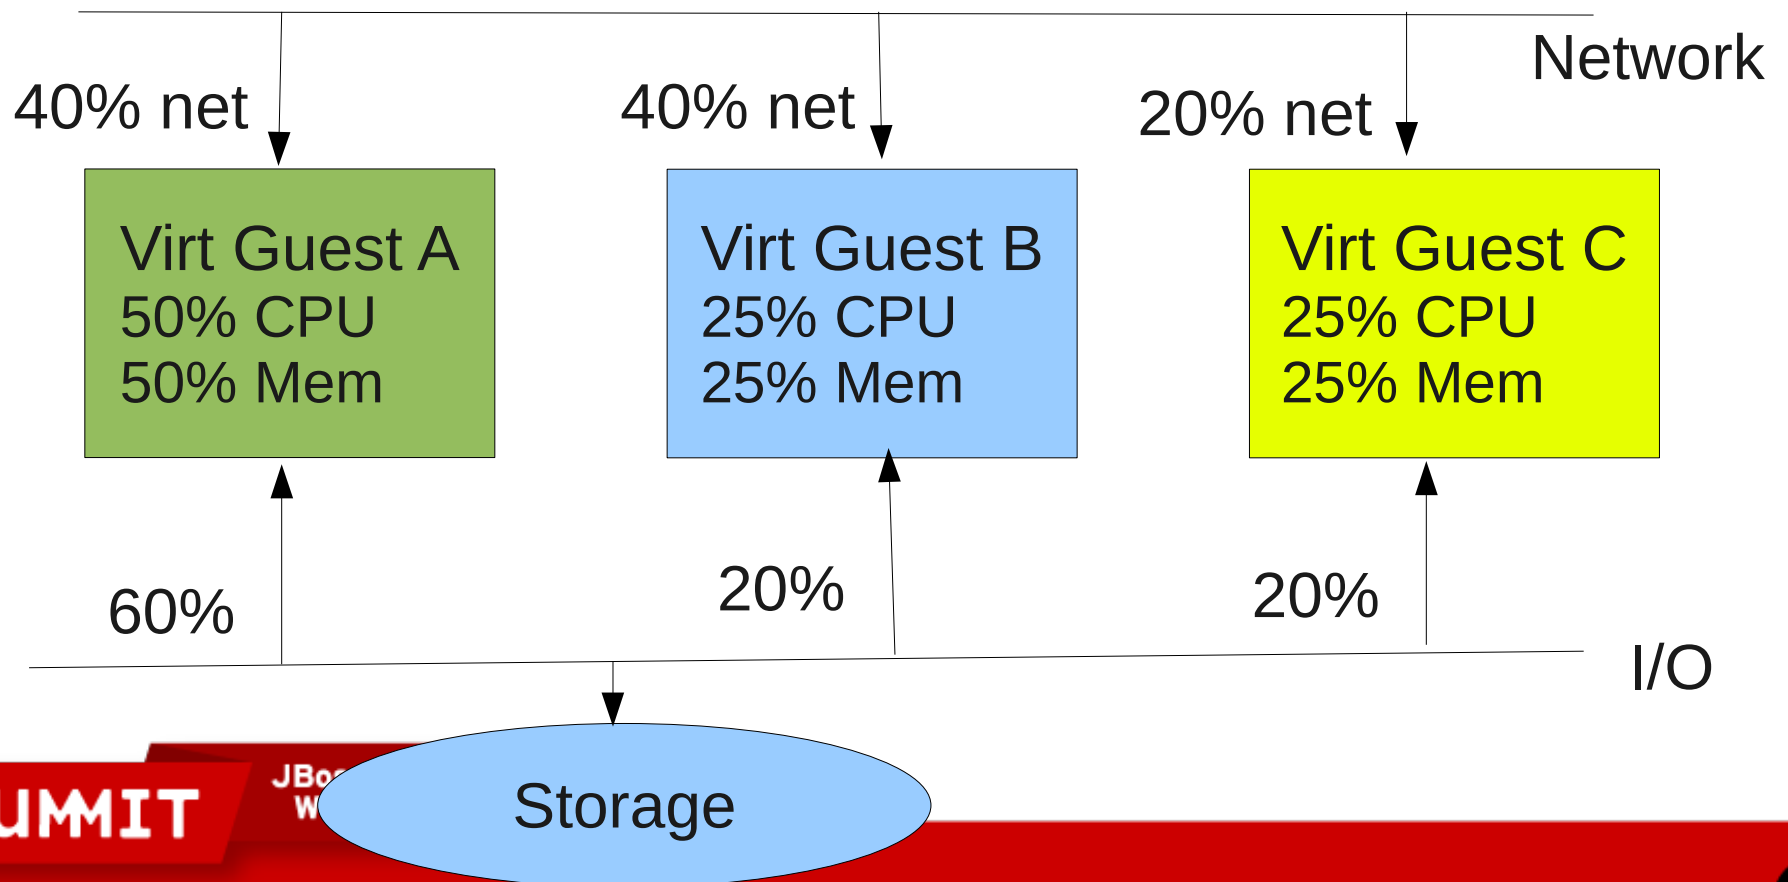 Network
40% net
40% net
20% net
Virt Guest A
50% CPU
50% Mem
Virt Guest B
25% CPU
25% Mem
Virt Guest C
25% CPU
25% Mem
60%
20%
20%
I/O
Storage